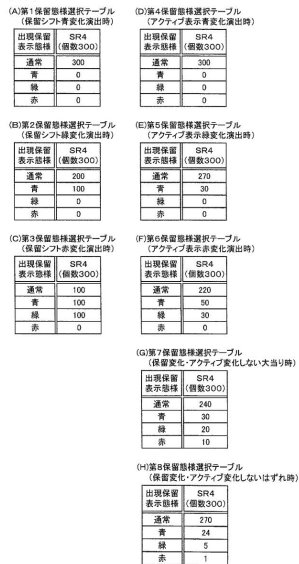 (A)第1保留態様選択テーブル
(保留シフト青変化演出時)
出現保留表示態様 SR4(個数300)
通常 300
青 0
緑 0
赤 0
(B)第2保留態様選択テーブル
(保留シフト緑変化演出時)
出現保留表示態様 SR4(個数300)
通常 200
青 100
緑 0
赤 0
(C)第3保留態様選択テーブル
(保留シフト赤変化演出時)
出現保留表示態様 SR4(個数300)
通常 100
青 100
緑 100
赤 0
(D)第4保留態様選択テーブル
(アクティブ表示青変化演出時)
出現保留表示態様 SR4(個数300)
通常 300
青 0
緑 0
赤 0
(E)第5保留態様選択テーブル
(アクティブ表示緑変化演出時)
出現保留表示態様 SR4(個数300)
通常 270
青 30
緑 0
赤 0
(F)第6保留態様選択テーブル
(アクティブ表示赤変化演出時)
出現保留表示態様 SR4(個数300)
通常 220
青 50
緑 30
赤 0
(G)第7保留態様選択テーブル
(保留変化・アクティブ変化しない大当り時)
出現保留表示態様 SR4(個数300)
通常 240
青 30
緑 20
赤 10
(H)第8保留態様選択テーブル
(保留変化・アクティブ変化しないはずれ時)
出現保留表示態様 SR4(個数300)
通常 270
青 24
緑 5
赤 1